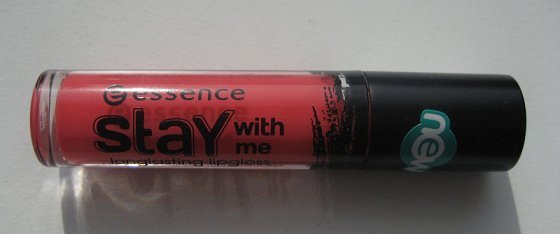 essence
stay with me
longlasting lipgloss
new